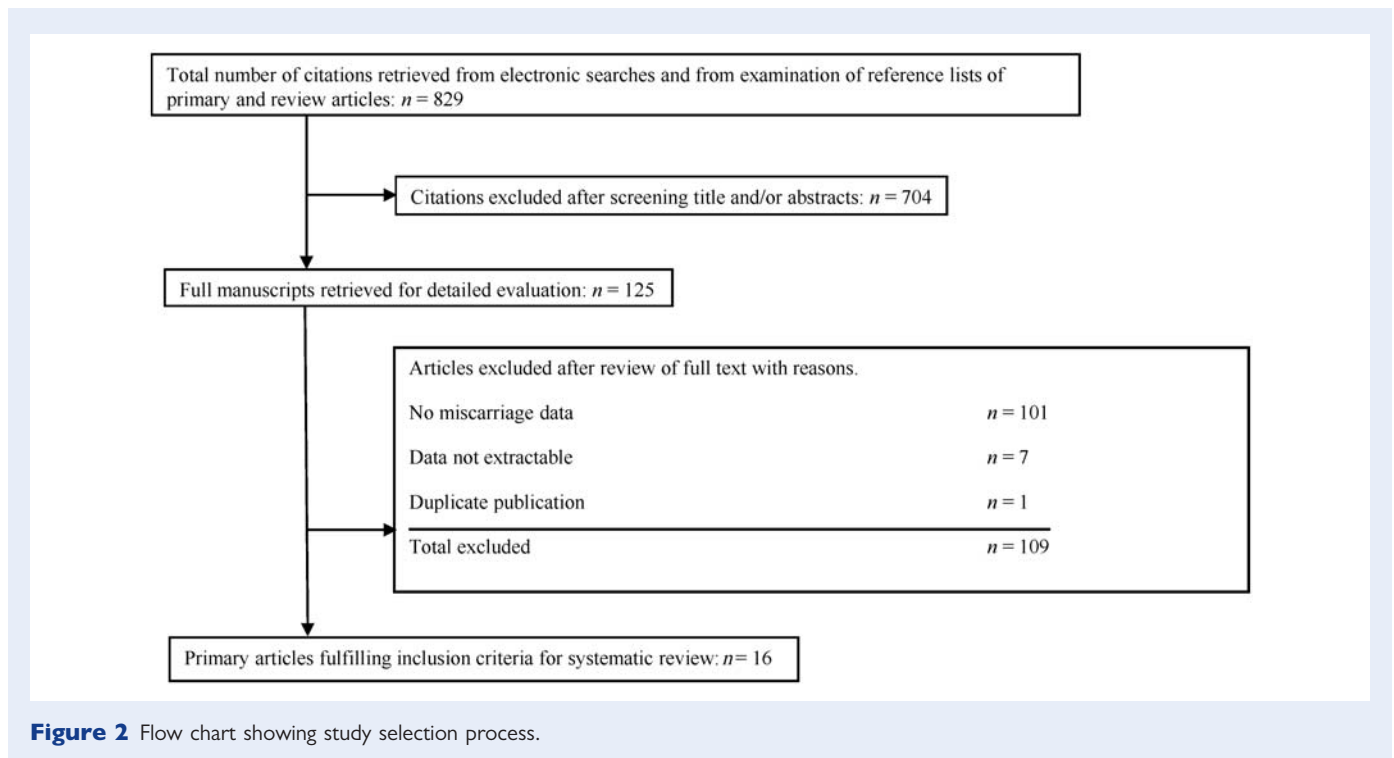 Total number of citations retrieved from electronic searches and from examination of reference lists of
primary and review articles: n = 829
Citations excluded after screening title and/or abstracts: n = 704
Full manuscripts retrieved for detailed evaluation: n = 125
Articles excluded after review of full text with reasons.
No miscarriage data n = 101
Data not extractable n = 7
Duplicate publication n = 1
Total excluded n = 109
Primary articles fulfilling inclusion criteria for systematic review: n= 16
Figure 2 Flow chart showing study selection process.